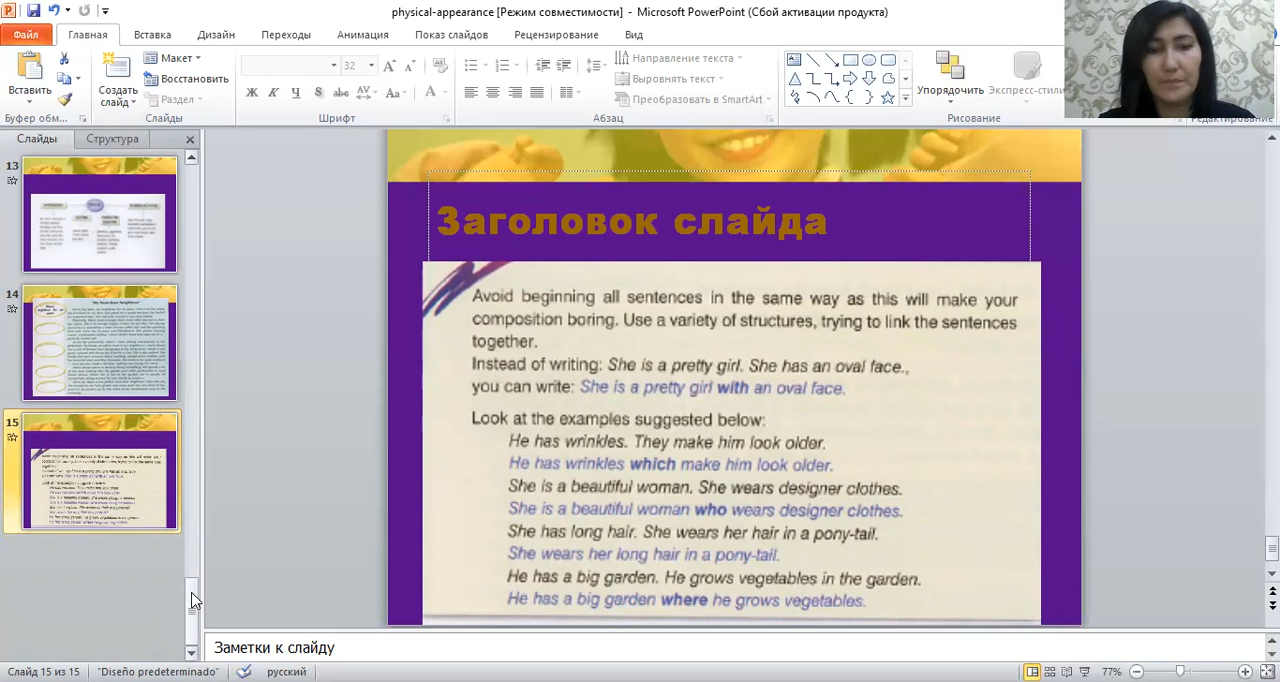 physical-appearance [Режим совместимости] - Microsoft PowerPoint (Сбой активации продукта)
Файл Главная Вставка Дизайн Переходы Анимация Показ слайдов Рецензирование Вид
Вставить
Буфер обм...
Создать слайд
Макет
Восстановить
Раздел
Слайды
32
Ж К Ч S abc AV Aa A
Шрифт
Направление текста
Выровнять текст
Преобразовать в SmartArt
Абзац
Упорядочить
Экспресс-стили
Рисование
Редактирование
Слайды Структура
13
14
15
Заголовок слайда
Avoid beginning all sentences in the same way as this will make your
composition boring. Use a variety of structures, trying to link the sentences
together.
Instead of writing: She is a pretty girl. She has an oval face.,
you can write: She is a pretty girl with an oval face.
Look at the examples suggested below:
He has wrinkles. They make him look older.
He has wrinkles which make him look older.
She is a beautiful woman. She wears designer clothes.
She is a beautiful woman who wears designer clothes.
She has long hair. She wears her hair in a pony-tail.
She wears her long hair in a pony-tail.
He has a big garden. He grows vegetables in the garden.
He has a big garden where he grows vegetables.
Заметки к слайду
Слайд 15 из 15 "Diseño predeterminado" русский 77%